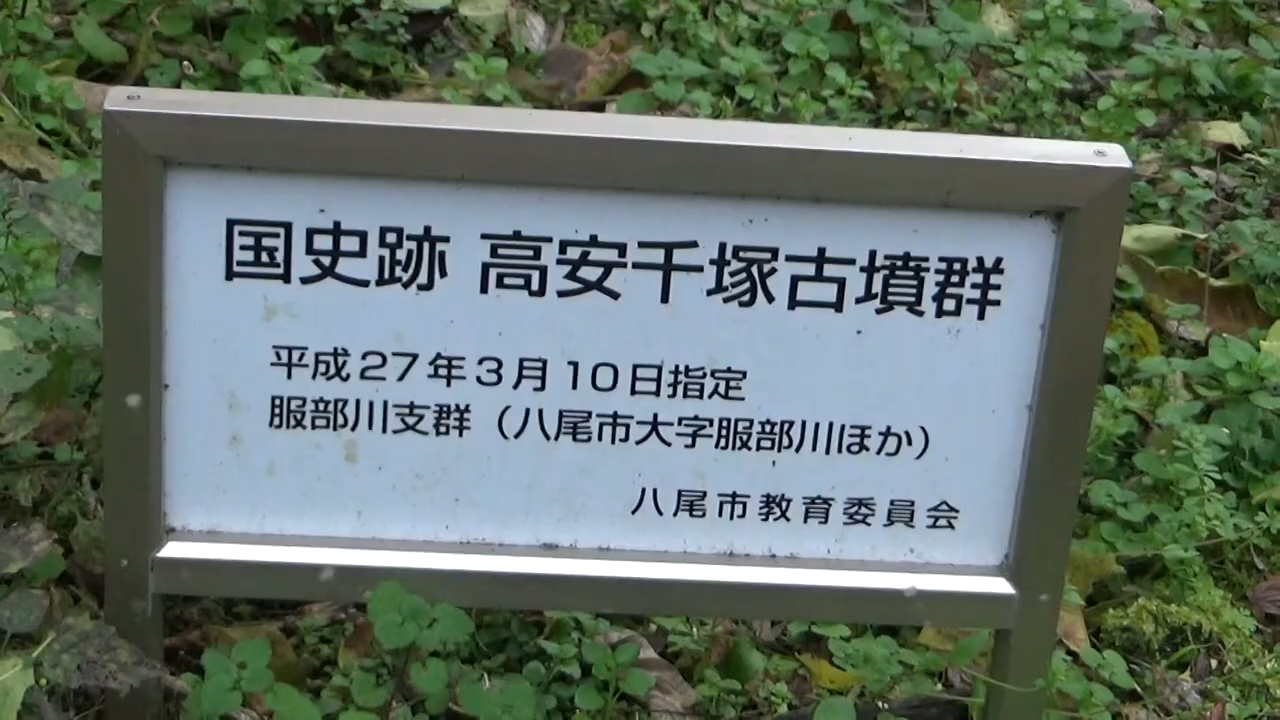 国史跡 高安千塚古墳群
平成27年3月10日指定
服部川支群（八尾市大字服部川ほか）
八尾市教育委員会